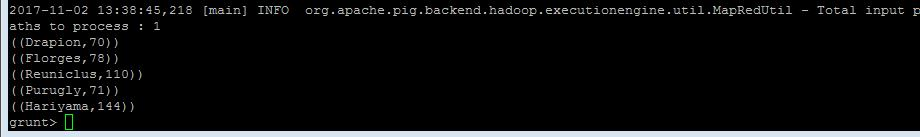 2017-11-02 13:38:45,218 [main] INFO  org.apache.pig.backend.hadoop.executionengine.util.MapRedUtil - Total input p
aths to process : 1
((Drapion,70))
((Florges,78))
((Reuniclus,110))
((Purugly,71))
((Hariyama,144))
grunt>